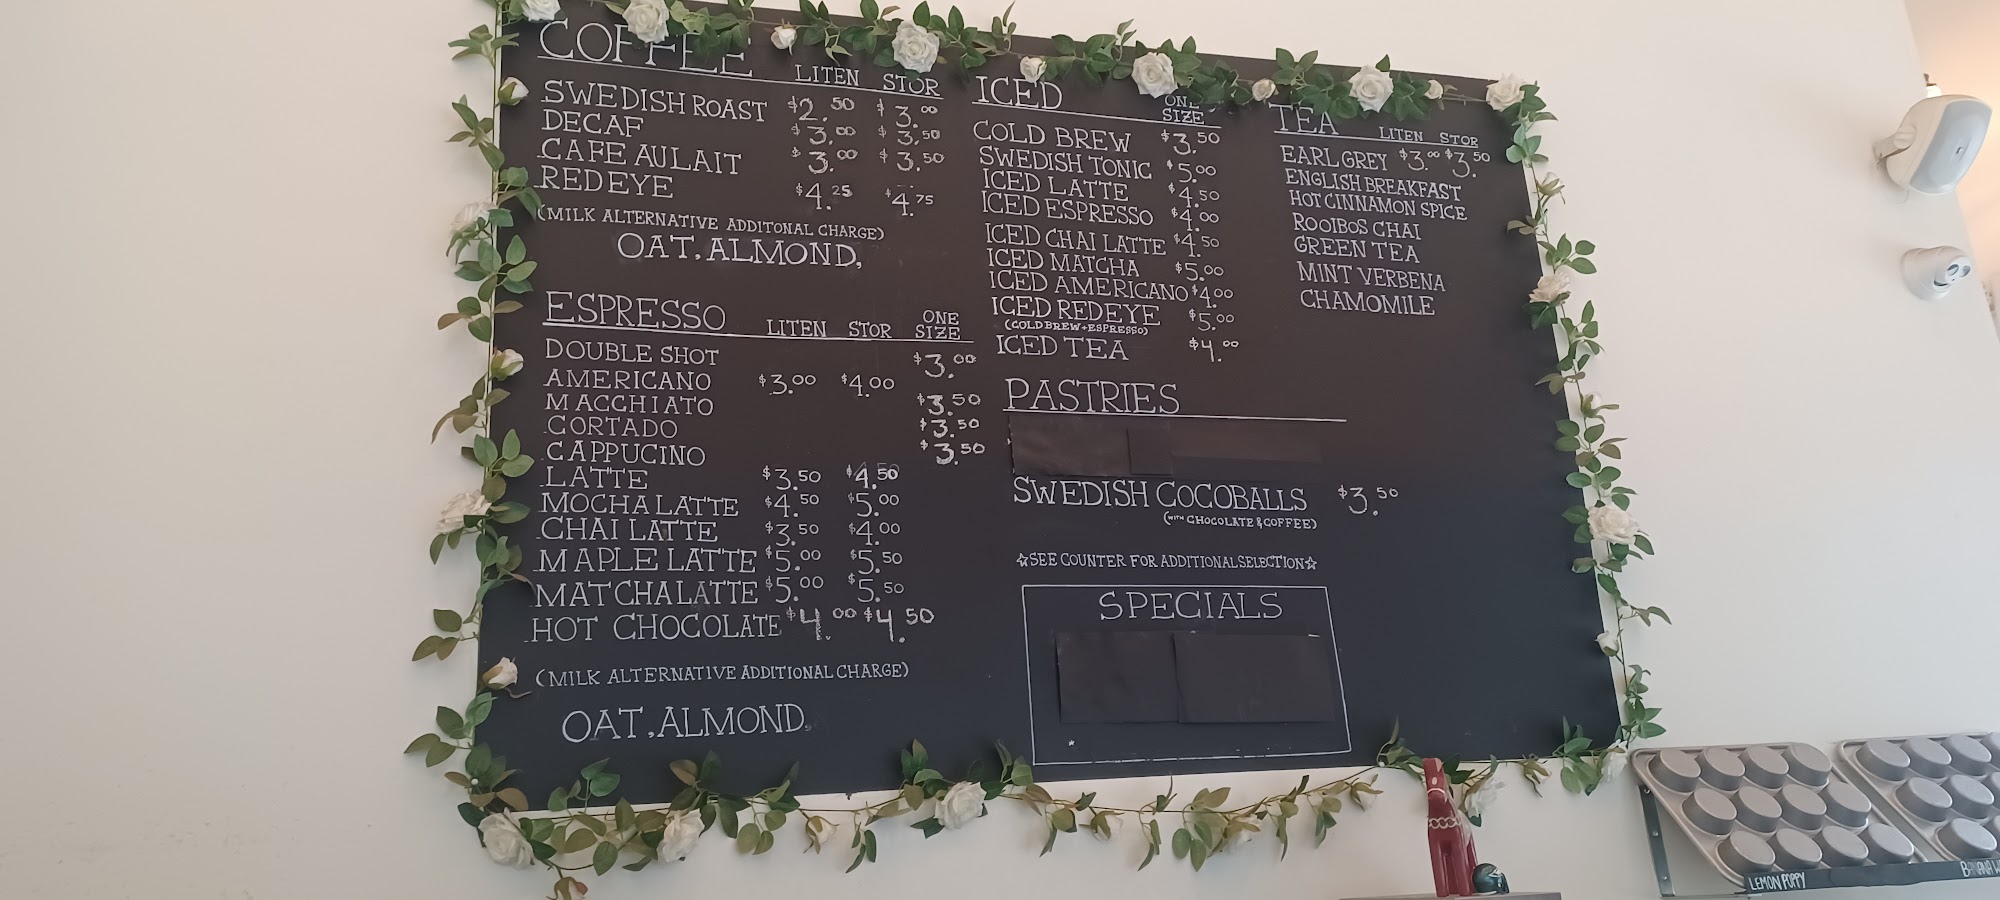 COFFEE LITEN STOR
SWEDISH ROAST $2.50 $3.00
DECAF $3.00 $3.50
CAFE AU LAIT $3.00 $3.50
REDEYE $4.25 $4.75
(MILK ALTERNATIVE ADDITONAL CHARGE)
OAT, ALMOND,
ESPRESSO LITEN STOR ONE SIZE
DOUBLE SHOT $3.00
AMERICANO $3.00 $4.00
MACCHIATO $3.50
CORTADO $3.50
CAPPUCINO $3.50
LATTE $3.50 $4.50
MOCHA LATTE $4.50 $5.00
CHAI LATTE $3.50 $4.00
MAPLE LATTE $5.00 $5.50
MATCHA LATTE $5.00 $5.50
HOT CHOCOLATE $4.00 $4.50
(MILK ALTERNATIVE ADDITIONAL CHARGE)
OAT, ALMOND,
ICED ONE SIZE
COLD BREW $3.50
SWEDISH TONIC $5.00
ICED LATTE $4.50
ICED ESPRESSO $4.00
ICED CHAI LATTE $4.50
ICED MATCHA $5.00
ICED AMERICANO $4.00
ICED REDEYE $5.00
(COLD BREW + ESPRESSO)
ICED TEA $4.00
PASTRIES
SWEDISH COCOBALLS $3.50
(WITH CHOCOLATE & COFFEE)
☆SEE COUNTER FOR ADDITIONAL SELECTION☆
SPECIALS
*
TEA LITEN STOR
EARL GREY $3.00 $3.50
ENGLISH BREAKFAST
HOT CINNAMON SPICE
ROOIBOS CHAI
GREEN TEA
MINT VERBENA
CHAMOMILE
LEMON POPPY
BANANA